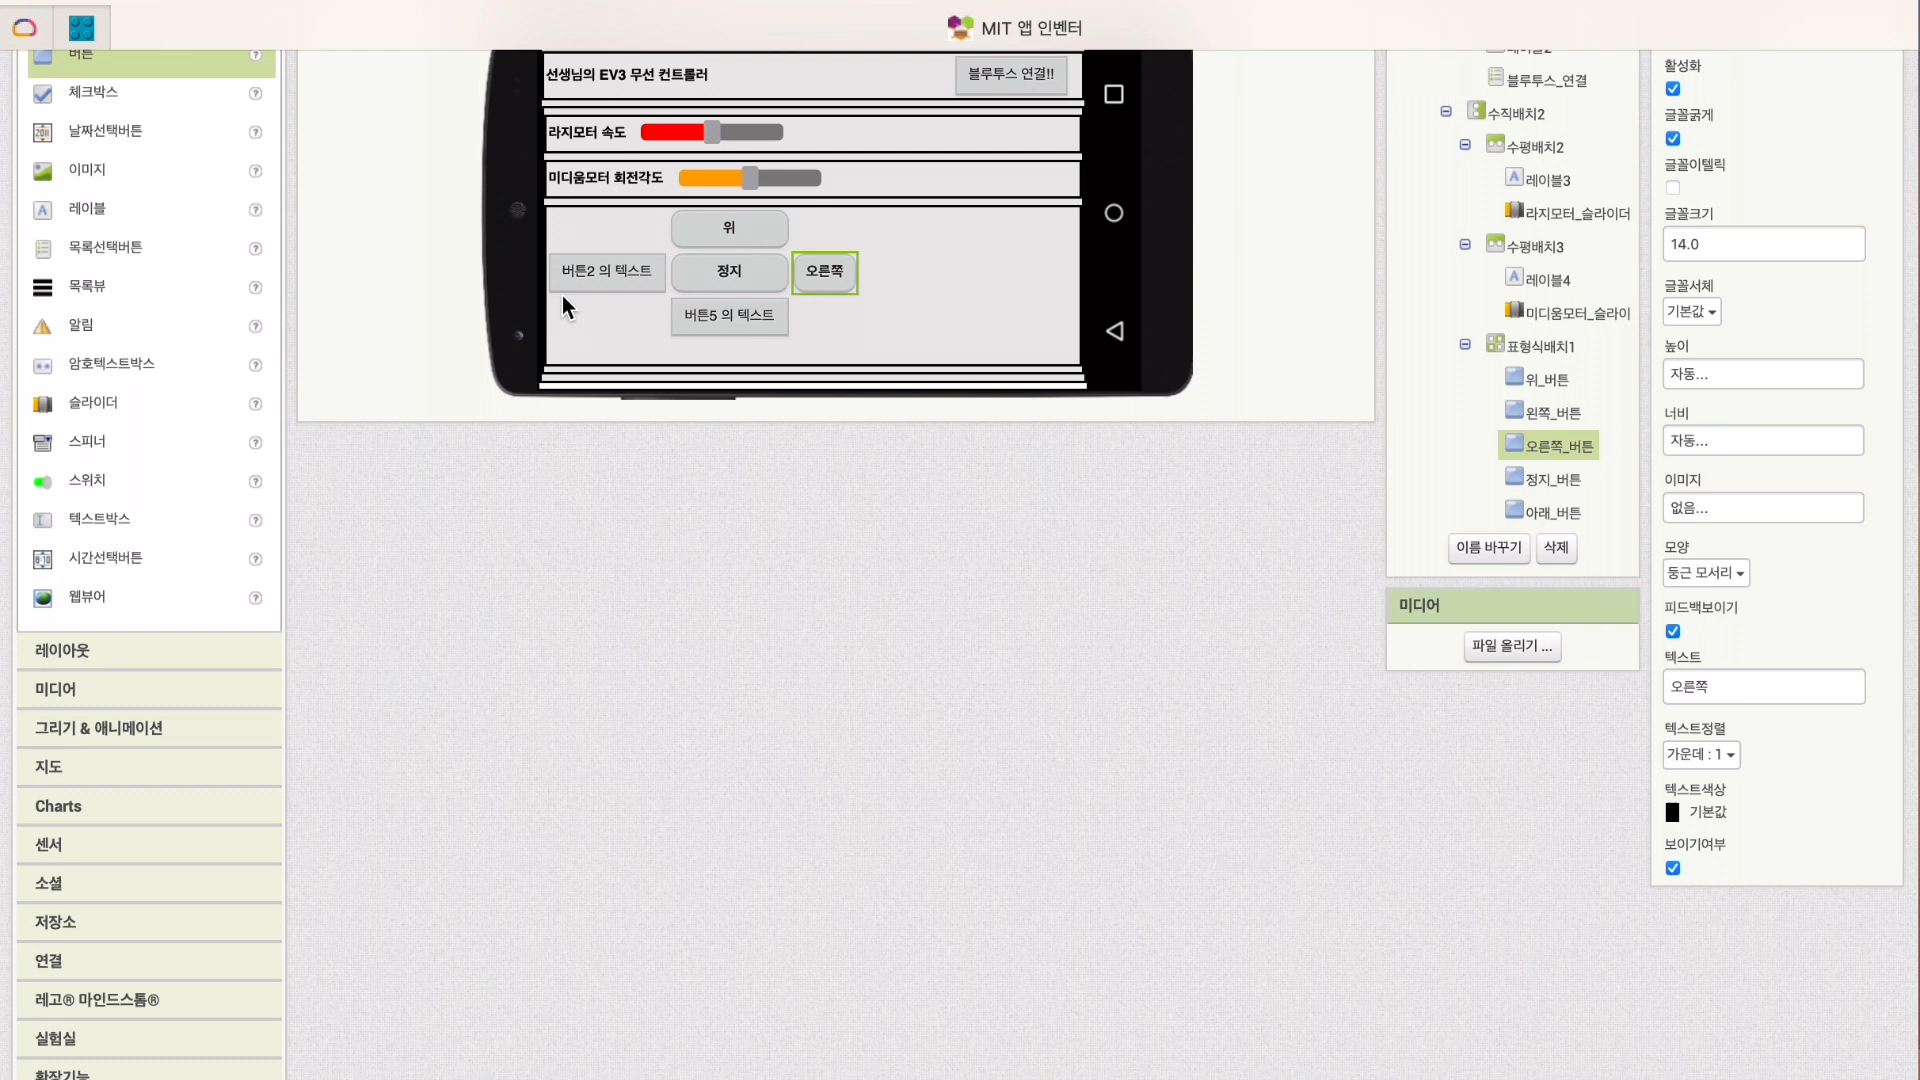 MIT 앱 인벤터
버튼
체크박스
날짜선택버튼
이미지
레이블
목록선택버튼
목록뷰
알림
암호텍스트박스
슬라이더
스피너
스위치
텍스트박스
시간선택버튼
웹뷰어
레이아웃
미디어
그리기 & 애니메이션
지도
Charts
센서
소셜
저장소
연결
레고® 마인드스톰®
실험실
확장기능
선생님의 EV3 무선 컨트롤러
블루투스 연결!!
라지모터 속도
미디움모터 회전각도
위
버튼2 의 텍스트
정지
오른쪽
버튼5 의 텍스트
레이블2
블루투스_연결
수직배치2
수평배치2
레이블3
라지모터_슬라이더
수평배치3
레이블4
미디움모터_슬라이
표형식배치1
위_버튼
왼쪽_버튼
오른쪽_버튼
정지_버튼
아래_버튼
이름 바꾸기
삭제
미디어
파일 올리기 ...
활성화
글꼴굵게
글꼴이텔릭
글꼴크기
14.0
글꼴서체
기본값
높이
자동...
너비
자동...
이미지
없음...
모양
둥근 모서리
피드백보이기
텍스트
오른쪽
텍스트정렬
가운데 : 1
텍스트색상
기본값
보이기여부